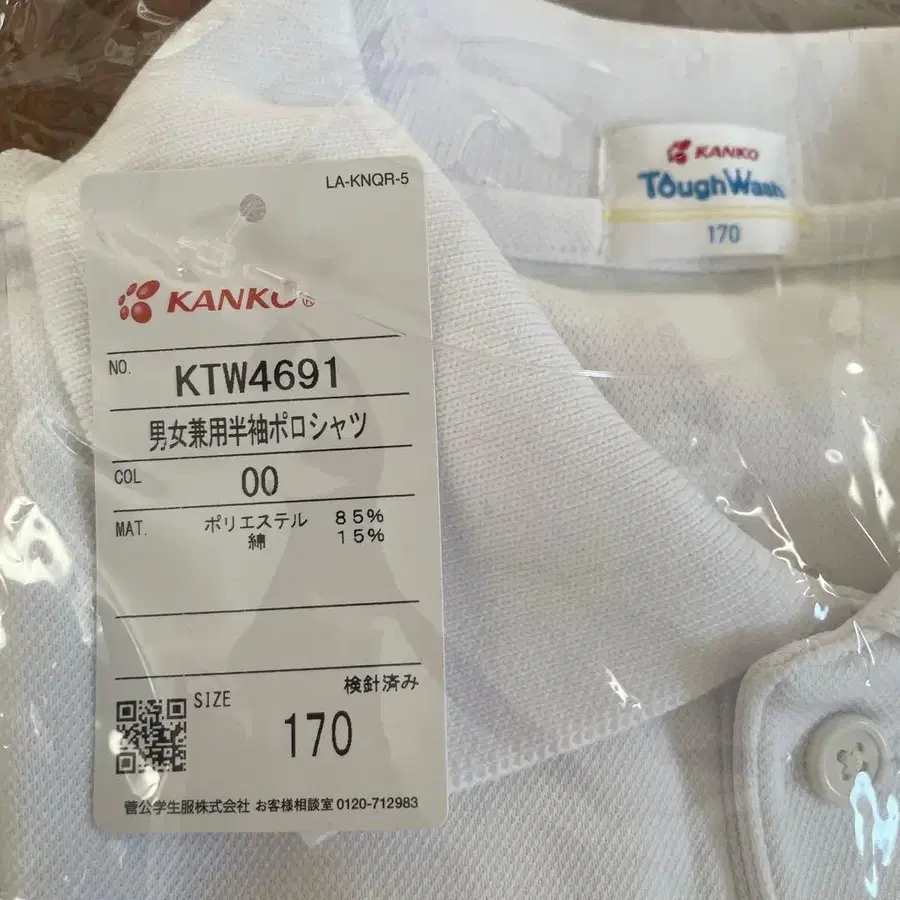 LA-KNQR-5
KANKO®
NO. KTW4691
男女兼用半袖ポロシャツ
COL 00
MAT. ポリエステル 85%
綿 15%
検針済み
SIZE 170
菅公学生服株式会社 お客様相談室 0120-712983
KANKO
ToughWash
170